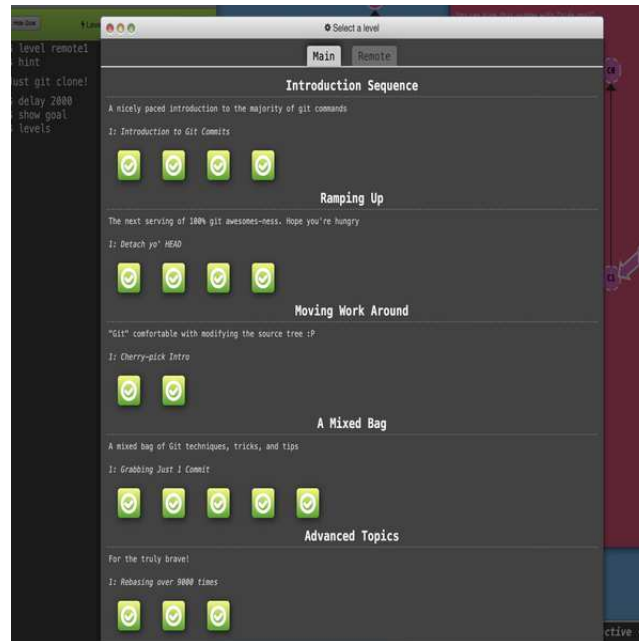 Select a level
Main Remote
level remote1
hint
ust git clone!
delay 2000
show goal
levels
Introduction Sequence
A nicely paced introduction to the majority of git commands
1: Introduction to Git Commits
Ramping Up
The next serving of 100% git awesomes-ness. Hope you're hungry
1: Detach yo' HEAD
Moving Work Around
"Git" comfortable with modifying the source tree :P
1: Cherry-pick Intro
A Mixed Bag
A mixed bag of Git techniques, tricks, and tips
1: Grabbing Just 1 Commit
Advanced Topics
For the truly brave!
1: Rebasing over 9000 times
C0
C1
ctive